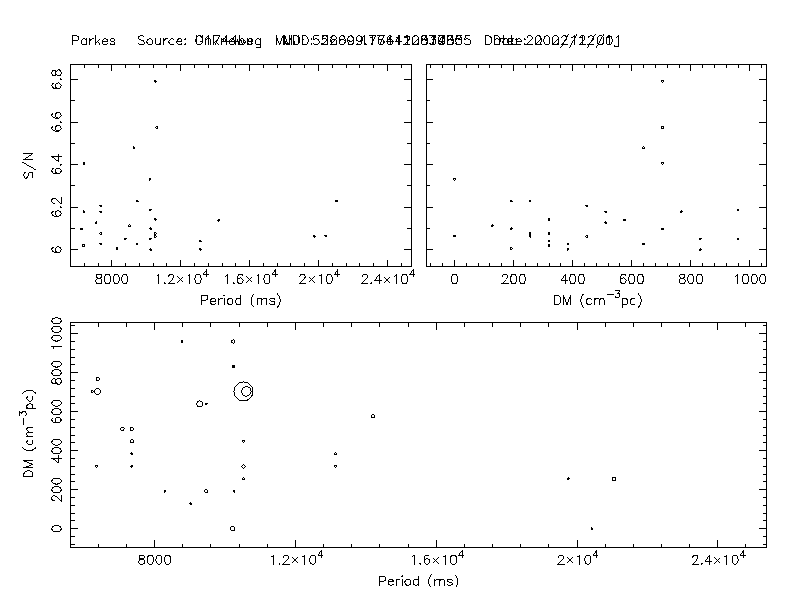 Parkes Source:
6.8
6.6
6.4
6.2
6
S/N
8000 1.2×10⁴ 1.6×10⁴ 2×10⁴ 2.4×10⁴
Period (ms)
0 200 400 600 800 1000
DM (cm⁻³pc)
1000
800
600
400
200
0
DM (cm⁻³pc)
8000 1.2×10⁴ 1.6×10⁴ 2×10⁴ 2.4×10⁴
Period (ms)